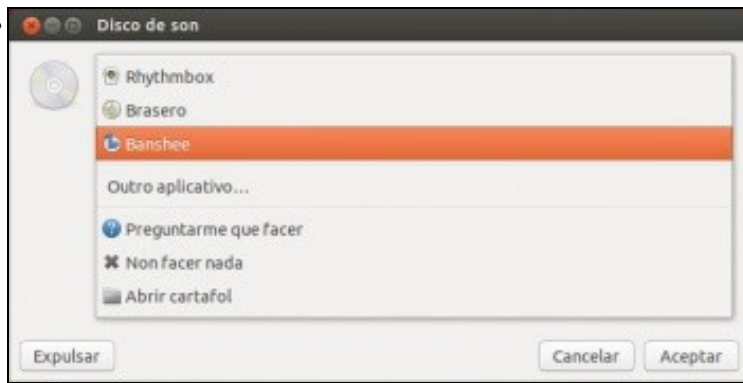 Disco de son
Rhythmbox
Brasero
Banshee
Outro aplicativo...
Preguntarme que facer
Non facer nada
Abrir cartafol
Expulsar
Cancelar
Aceptar